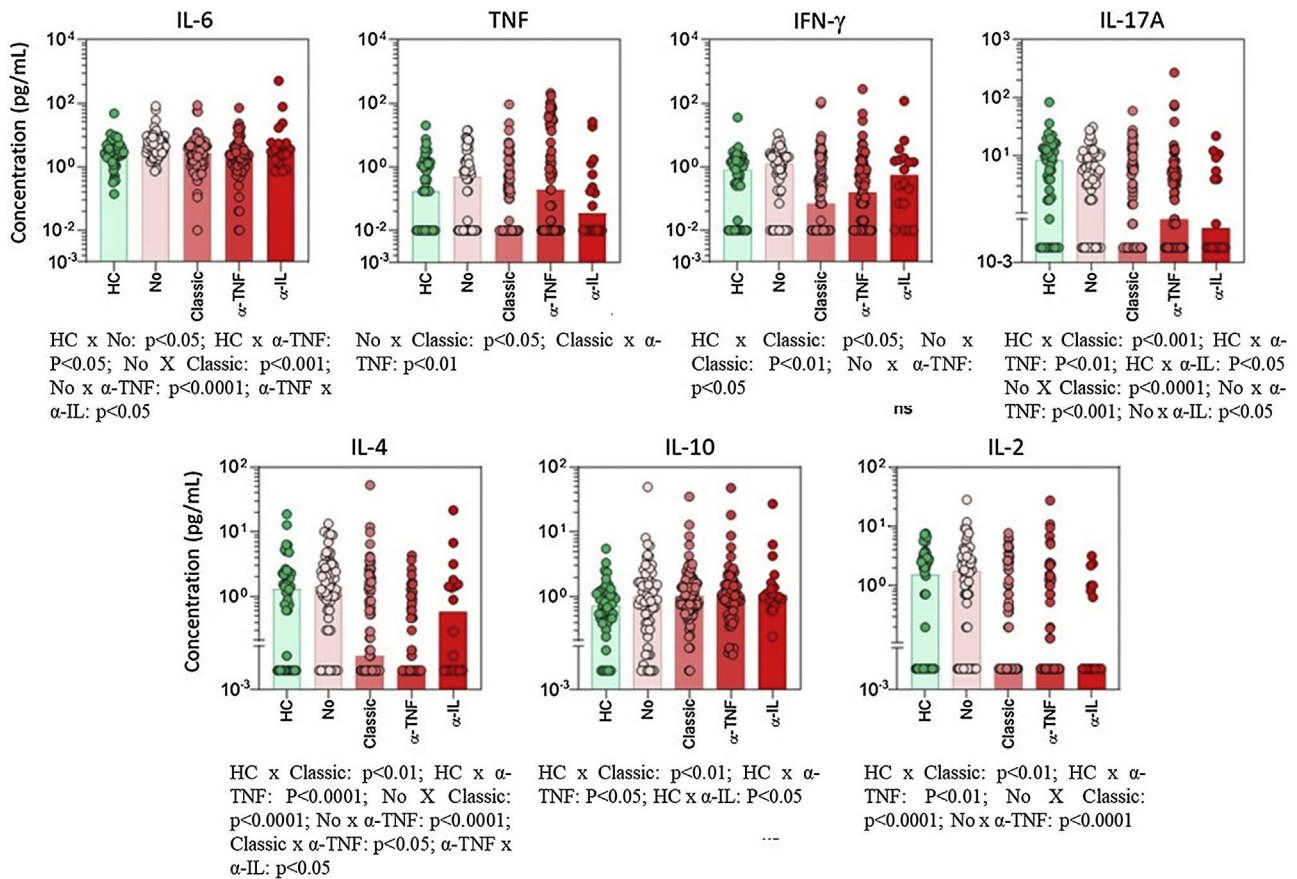 IL-6
TNF
IFN-γ
IL-17A
Concentration (pg/mL)
10⁴
10²
10⁰
10⁻²
10⁻³
HC
No
Classic
α-TNF
α-IL
10⁴
10²
10⁰
10⁻²
10⁻³
HC
No
Classic
α-TNF
α-IL
10⁴
10²
10⁰
10⁻²
10⁻³
HC
No
Classic
α-TNF
α-IL
10³
10²
10¹
10⁻³
HC
No
Classic
α-TNF
α-IL
HC x No: p<0.05; HC x α-TNF:
P<0.05; No X Classic: p<0.001;
No x α-TNF: p<0.0001; α-TNF x
α-IL: p<0.05
No x Classic: p<0.05; Classic x α-
TNF: p<0.01
HC x Classic: p<0.05; No x
Classic: P<0.01; No x α-TNF:
p<0.05
ns
HC x Classic: p<0.001; HC x α-
TNF: P<0.01; HC x α-IL: P<0.05
No X Classic: p<0.0001; No x α-
TNF: p<0.001; No x α-IL: p<0.05
IL-4
IL-10
IL-2
Concentration (pg/mL)
10²
10¹
10⁰
10⁻³
HC
No
Classic
α-TNF
α-IL
10²
10¹
10⁰
10⁻³
HC
No
Classic
α-TNF
α-IL
10²
10¹
10⁰
10⁻³
HC
No
Classic
α-TNF
α-IL
HC x Classic: p<0.01; HC x α-
TNF: P<0.0001; No X Classic:
p<0.0001; No x α-TNF: p<0.0001;
Classic x α-TNF: p<0.05; α-TNF x
α-IL: p<0.05
HC x Classic: p<0.01; HC x α-
TNF: P<0.05; HC x α-IL: P<0.05
HC x Classic: p<0.01; HC x α-
TNF: P<0.01; No X Classic:
p<0.0001; No x α-TNF: p<0.0001